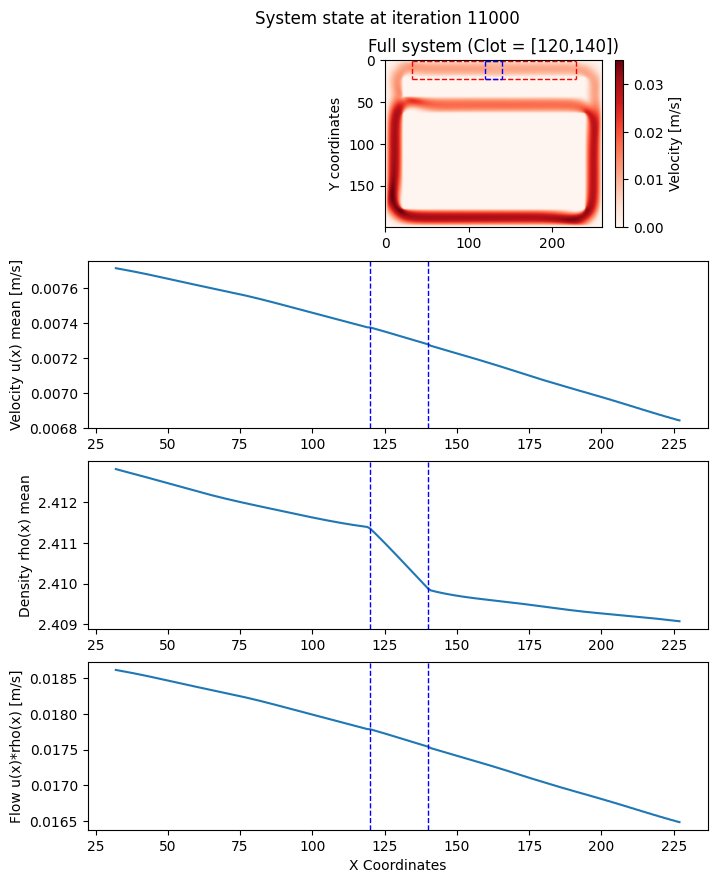 System state at iteration 11000
Full system (Clot = [120,140])
0
50
100
150
Y coordinates
0 100 200
0.03
0.02
0.01
0.00
Velocity [m/s]
Velocity u(x) mean [m/s]
0.0076
0.0074
0.0072
0.0070
0.0068
25 50 75 100 125 150 175 200 225
Density rho(x) mean
2.412
2.411
2.410
2.409
25 50 75 100 125 150 175 200 225
Flow u(x)*rho(x) [m/s]
0.0185
0.0180
0.0175
0.0170
0.0165
25 50 75 100 125 150 175 200 225
X Coordinates